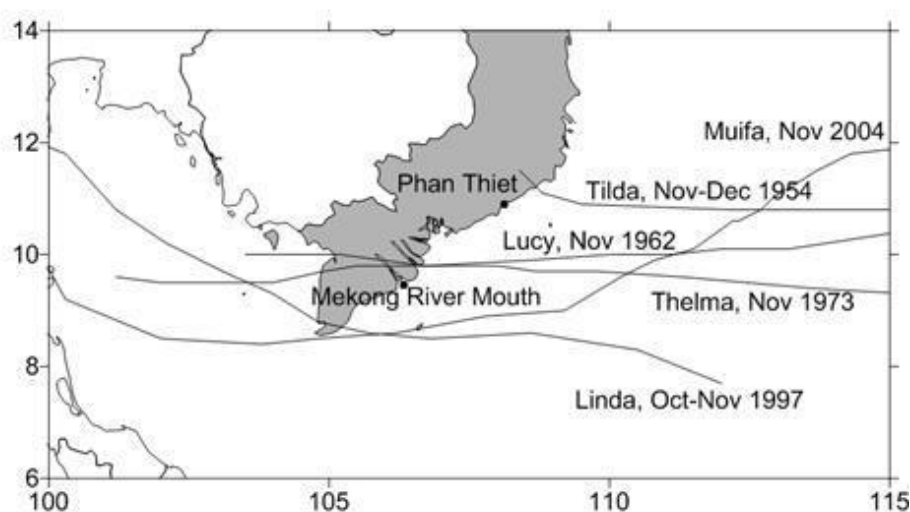 14
Muifa, Nov 2004
12
Phan Thiet
Tilda, Nov-Dec 1954
Lucy, Nov 1962
10
Mekong River Mouth
Thelma, Nov 1973
8
Linda, Oct-Nov 1997
6
100
105
110
115